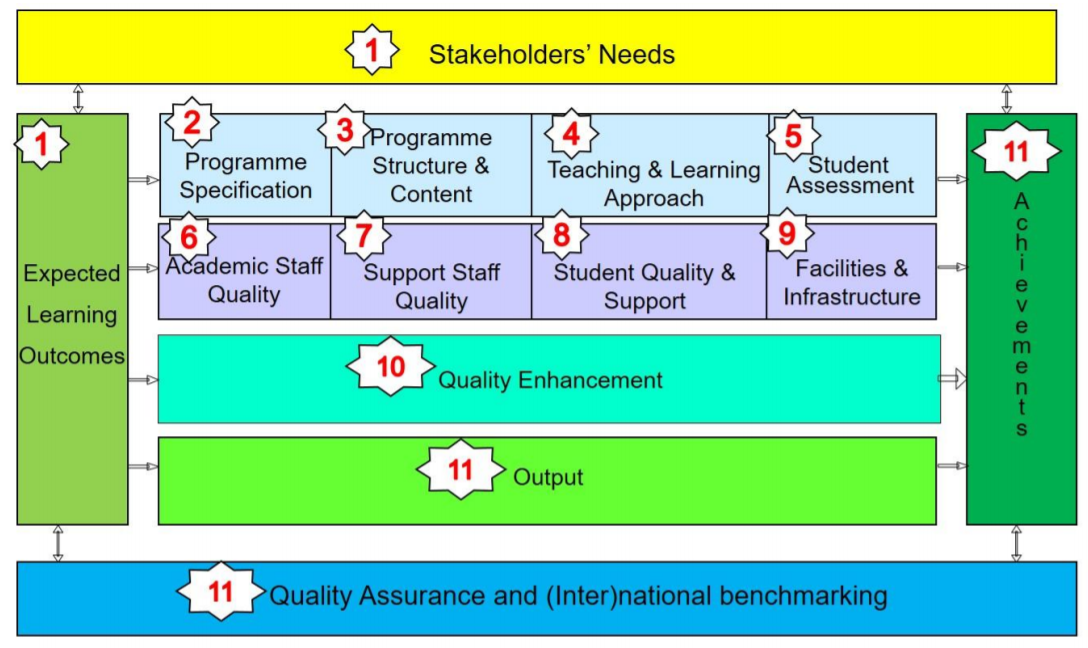 1 Stakeholders’ Needs
1
Expected
Learning
Outcomes
2
Programme
Specification
3
Programme
Structure &
Content
4
Teaching & Learning
Approach
5
Student
Assessment
6
Academic Staff
Quality
7
Support Staff
Quality
8
Student Quality &
Support
9
Facilities &
Infrastructure
10 Quality Enhancement
11 Output
11
Achievements
11 Quality Assurance and (Inter)national benchmarking